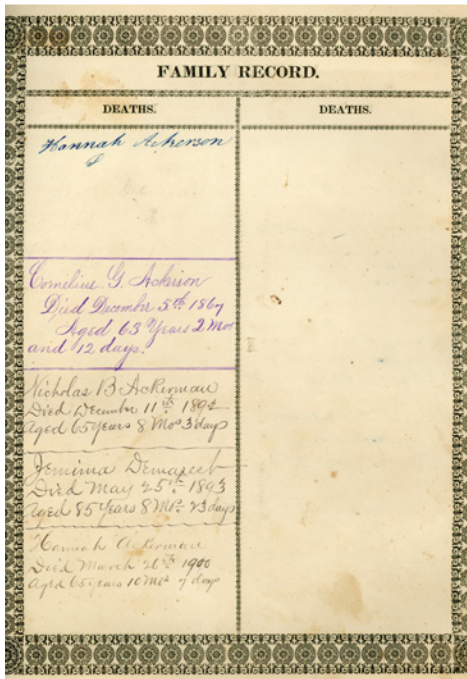 FAMILY RECORD.
DEATHS.
Hannah Ackerson
Cornelius G. Ackerson
Died December 5th 1867
Aged 63 Years 2 Mos
and 12 days.
Nicholas B Ackerman
Died December 11th 1892
Aged 65 years 8 Mos 3 days
Jemima Demarest
Died May 25th 1893
Aged 85 Years 8 Mos. 23 days
Hannah Ackerman
Died March 26th 1900
Aged 65 years 10 Mos 7 days
DEATHS.